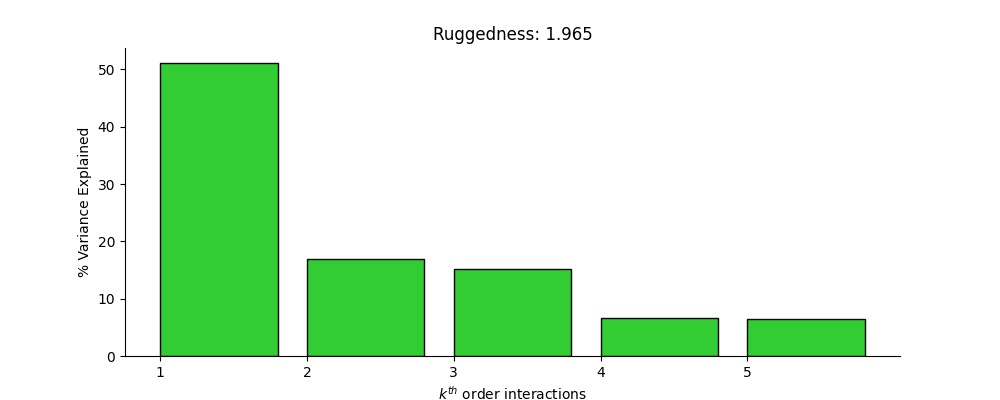 Ruggedness: 1.965
% Variance Explained
50
40
30
20
10
0
1 2 3 4 5
kᵗʰ order interactions